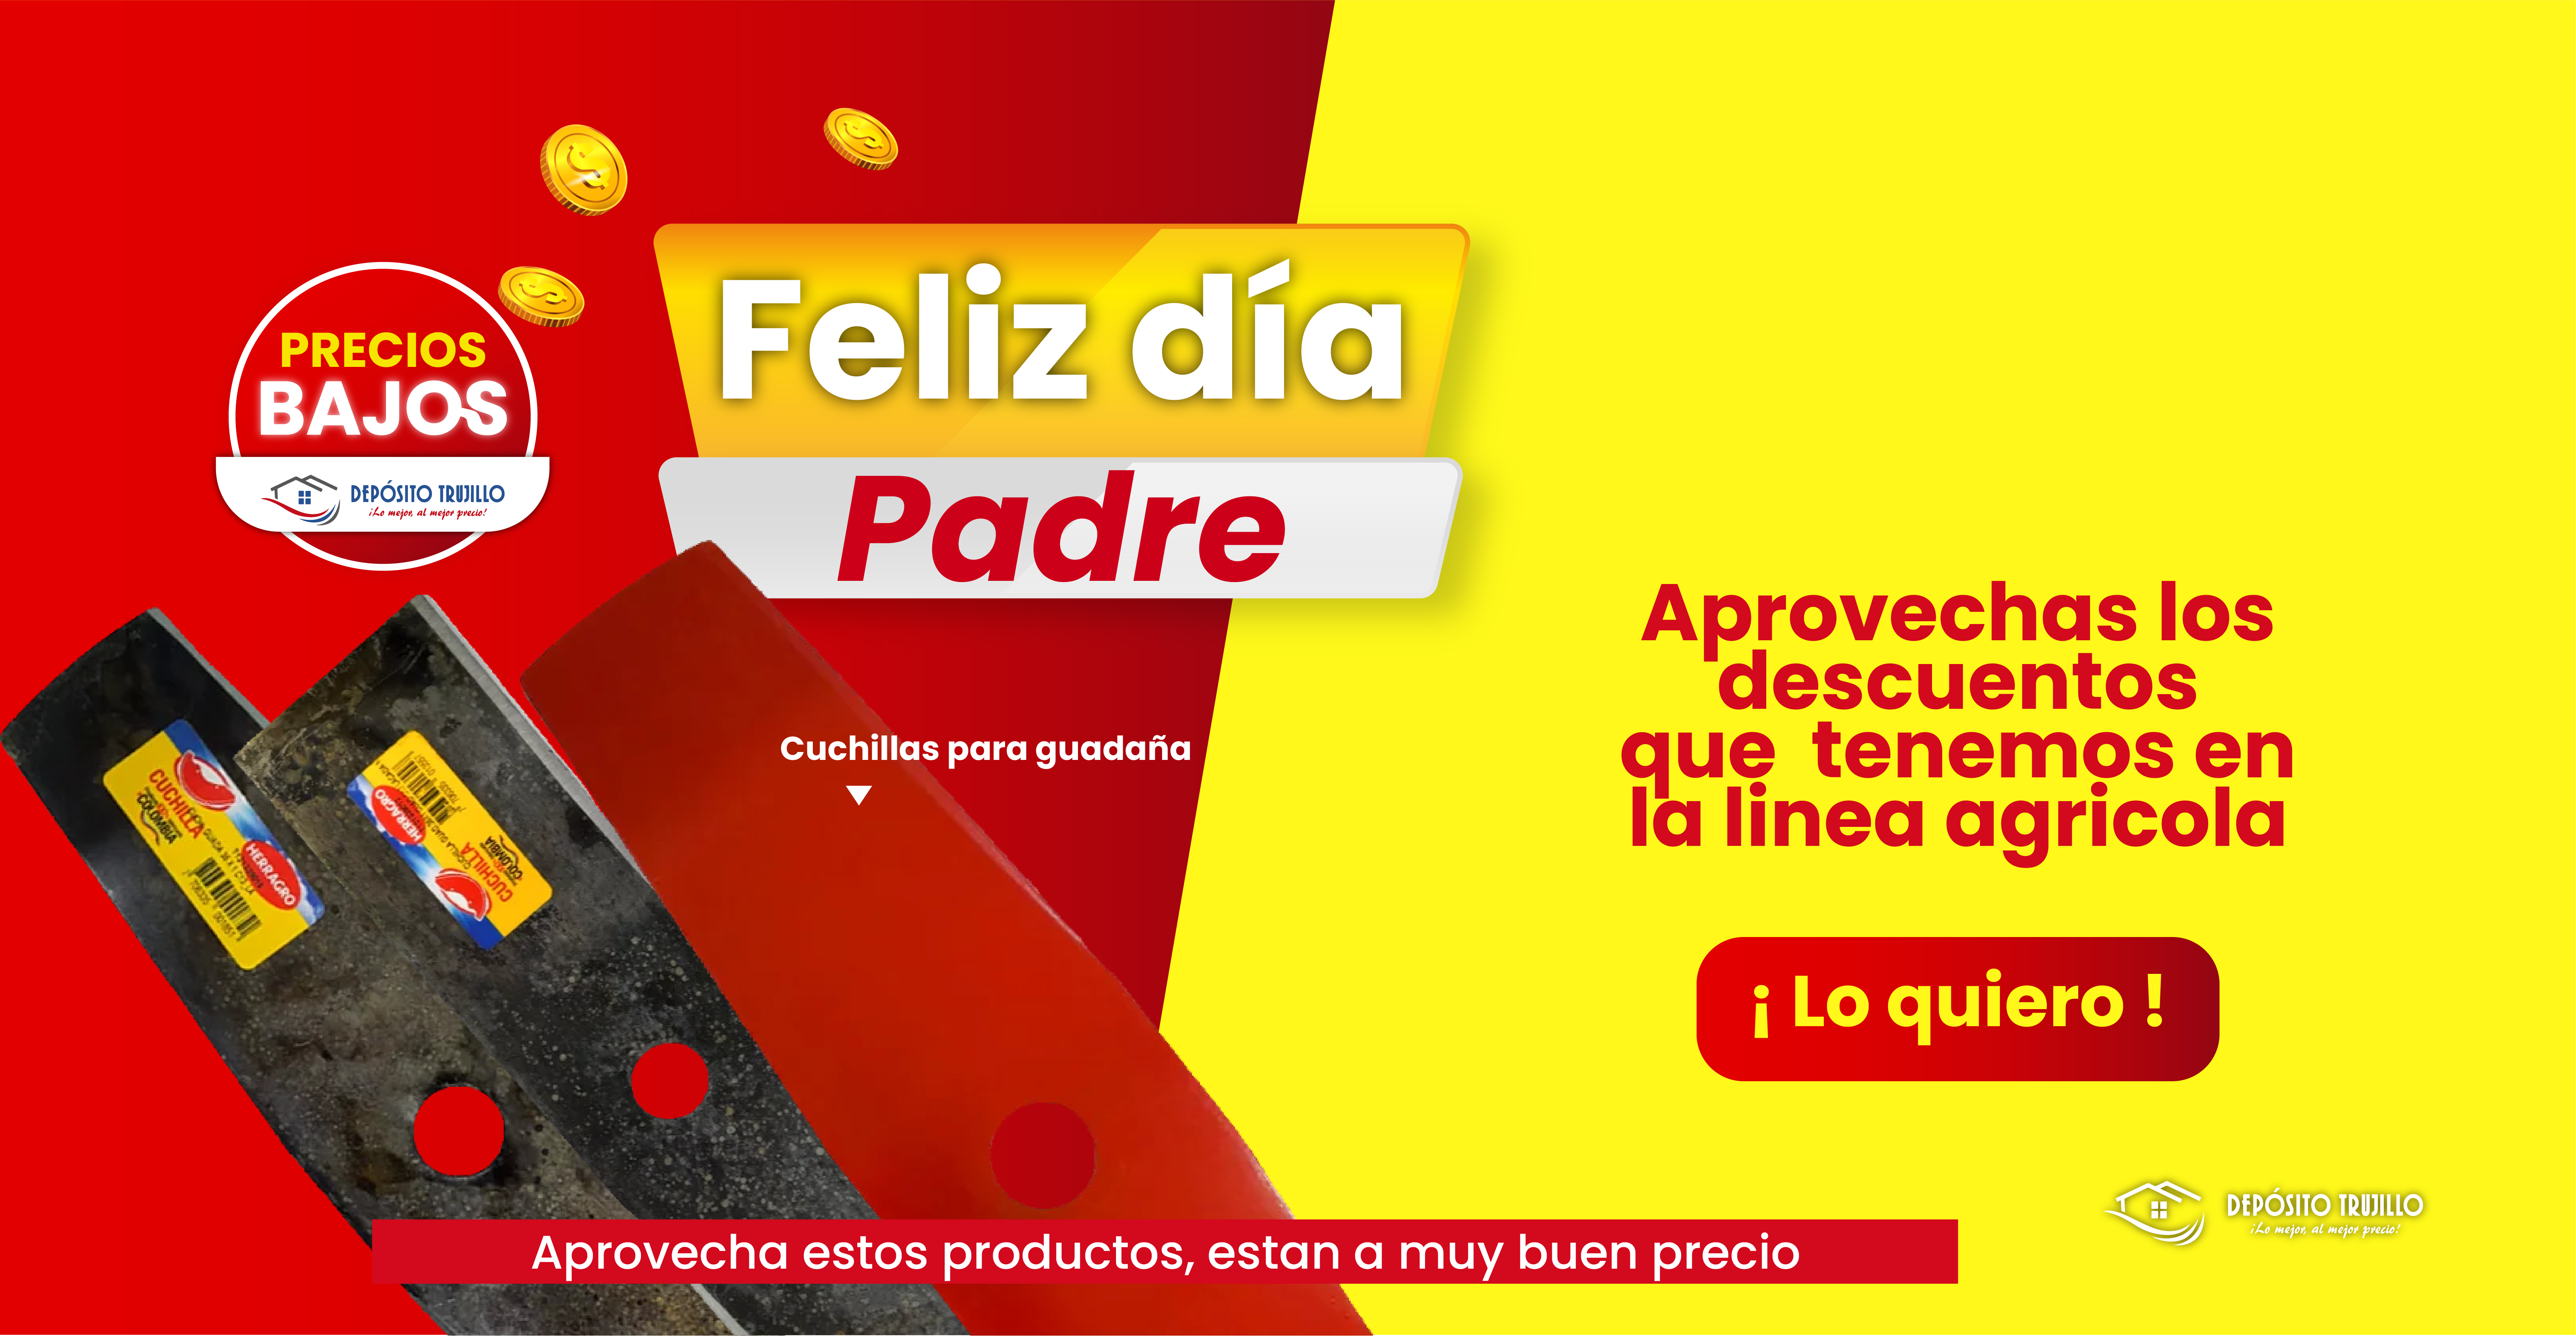 Feliz día
Padre
PRECIOS
BAJOS
DEPÓSITO TRUJILLO
¡Lo mejor, al mejor precio!
Cuchillas para guadaña
CUCHILLA
COLOMBIA
HERRAGRO
HERRAGRO
CUCHILLA
COLOMBIA
Aprovechas los
descuentos
que tenemos en
la linea agricola
¡ Lo quiero !
Aprovecha estos productos, estan a muy buen precio
DEPÓSITO TRUJILLO
¡Lo mejor, al mejor precio!